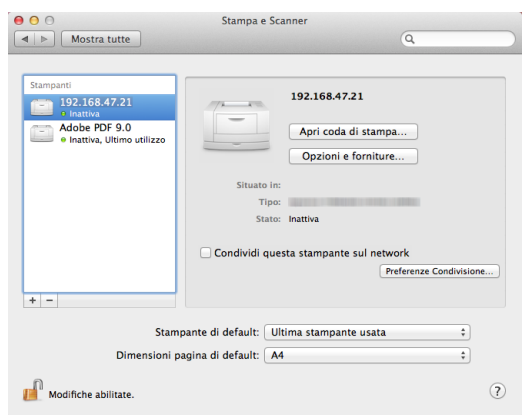 Stampa e Scanner
Mostra tutte
Stampanti
192.168.47.21
Inattiva
Adobe PDF 9.0
Inattiva, Ultimo utilizzo
+ −
192.168.47.21
Apri coda di stampa...
Opzioni e forniture...
Situato in:
Tipo:
Stato: Inattiva
Condividi questa stampante sul network
Preferenze Condivisione...
Stampante di default: Ultima stampante usata
Dimensioni pagina di default: A4
Modifiche abilitate.
?